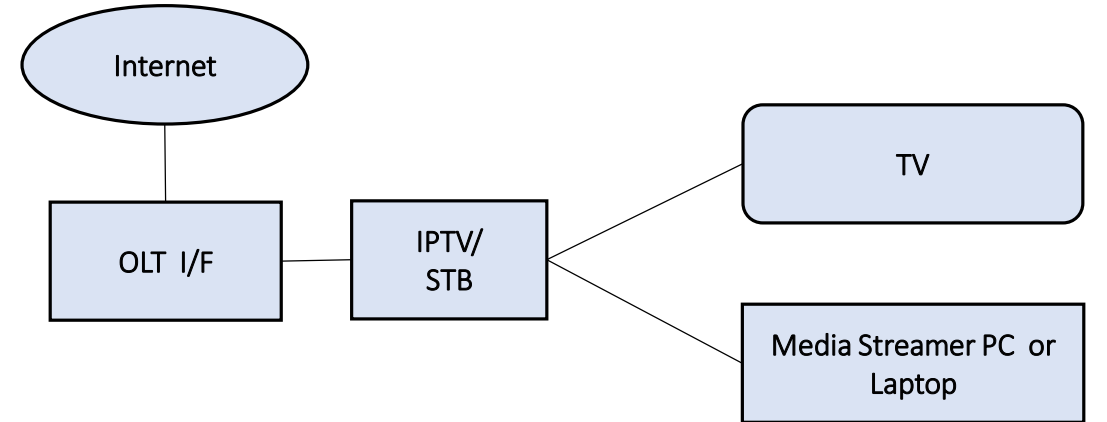 Internet
TV
OLT I/F
IPTV/
STB
Media Streamer PC or
Laptop